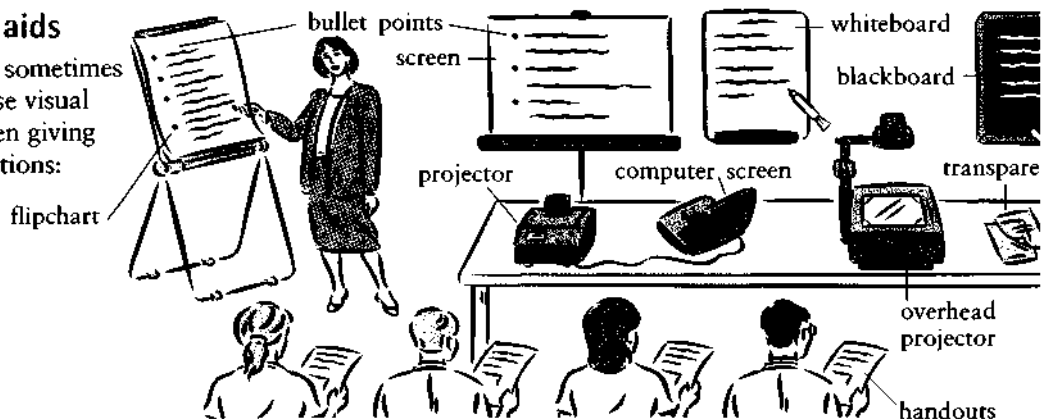 aids
sometimes
se visual
en giving
tions:
flipchart
bullet points
screen
projector
computer screen
whiteboard
blackboard
transpare
overhead
projector
handouts